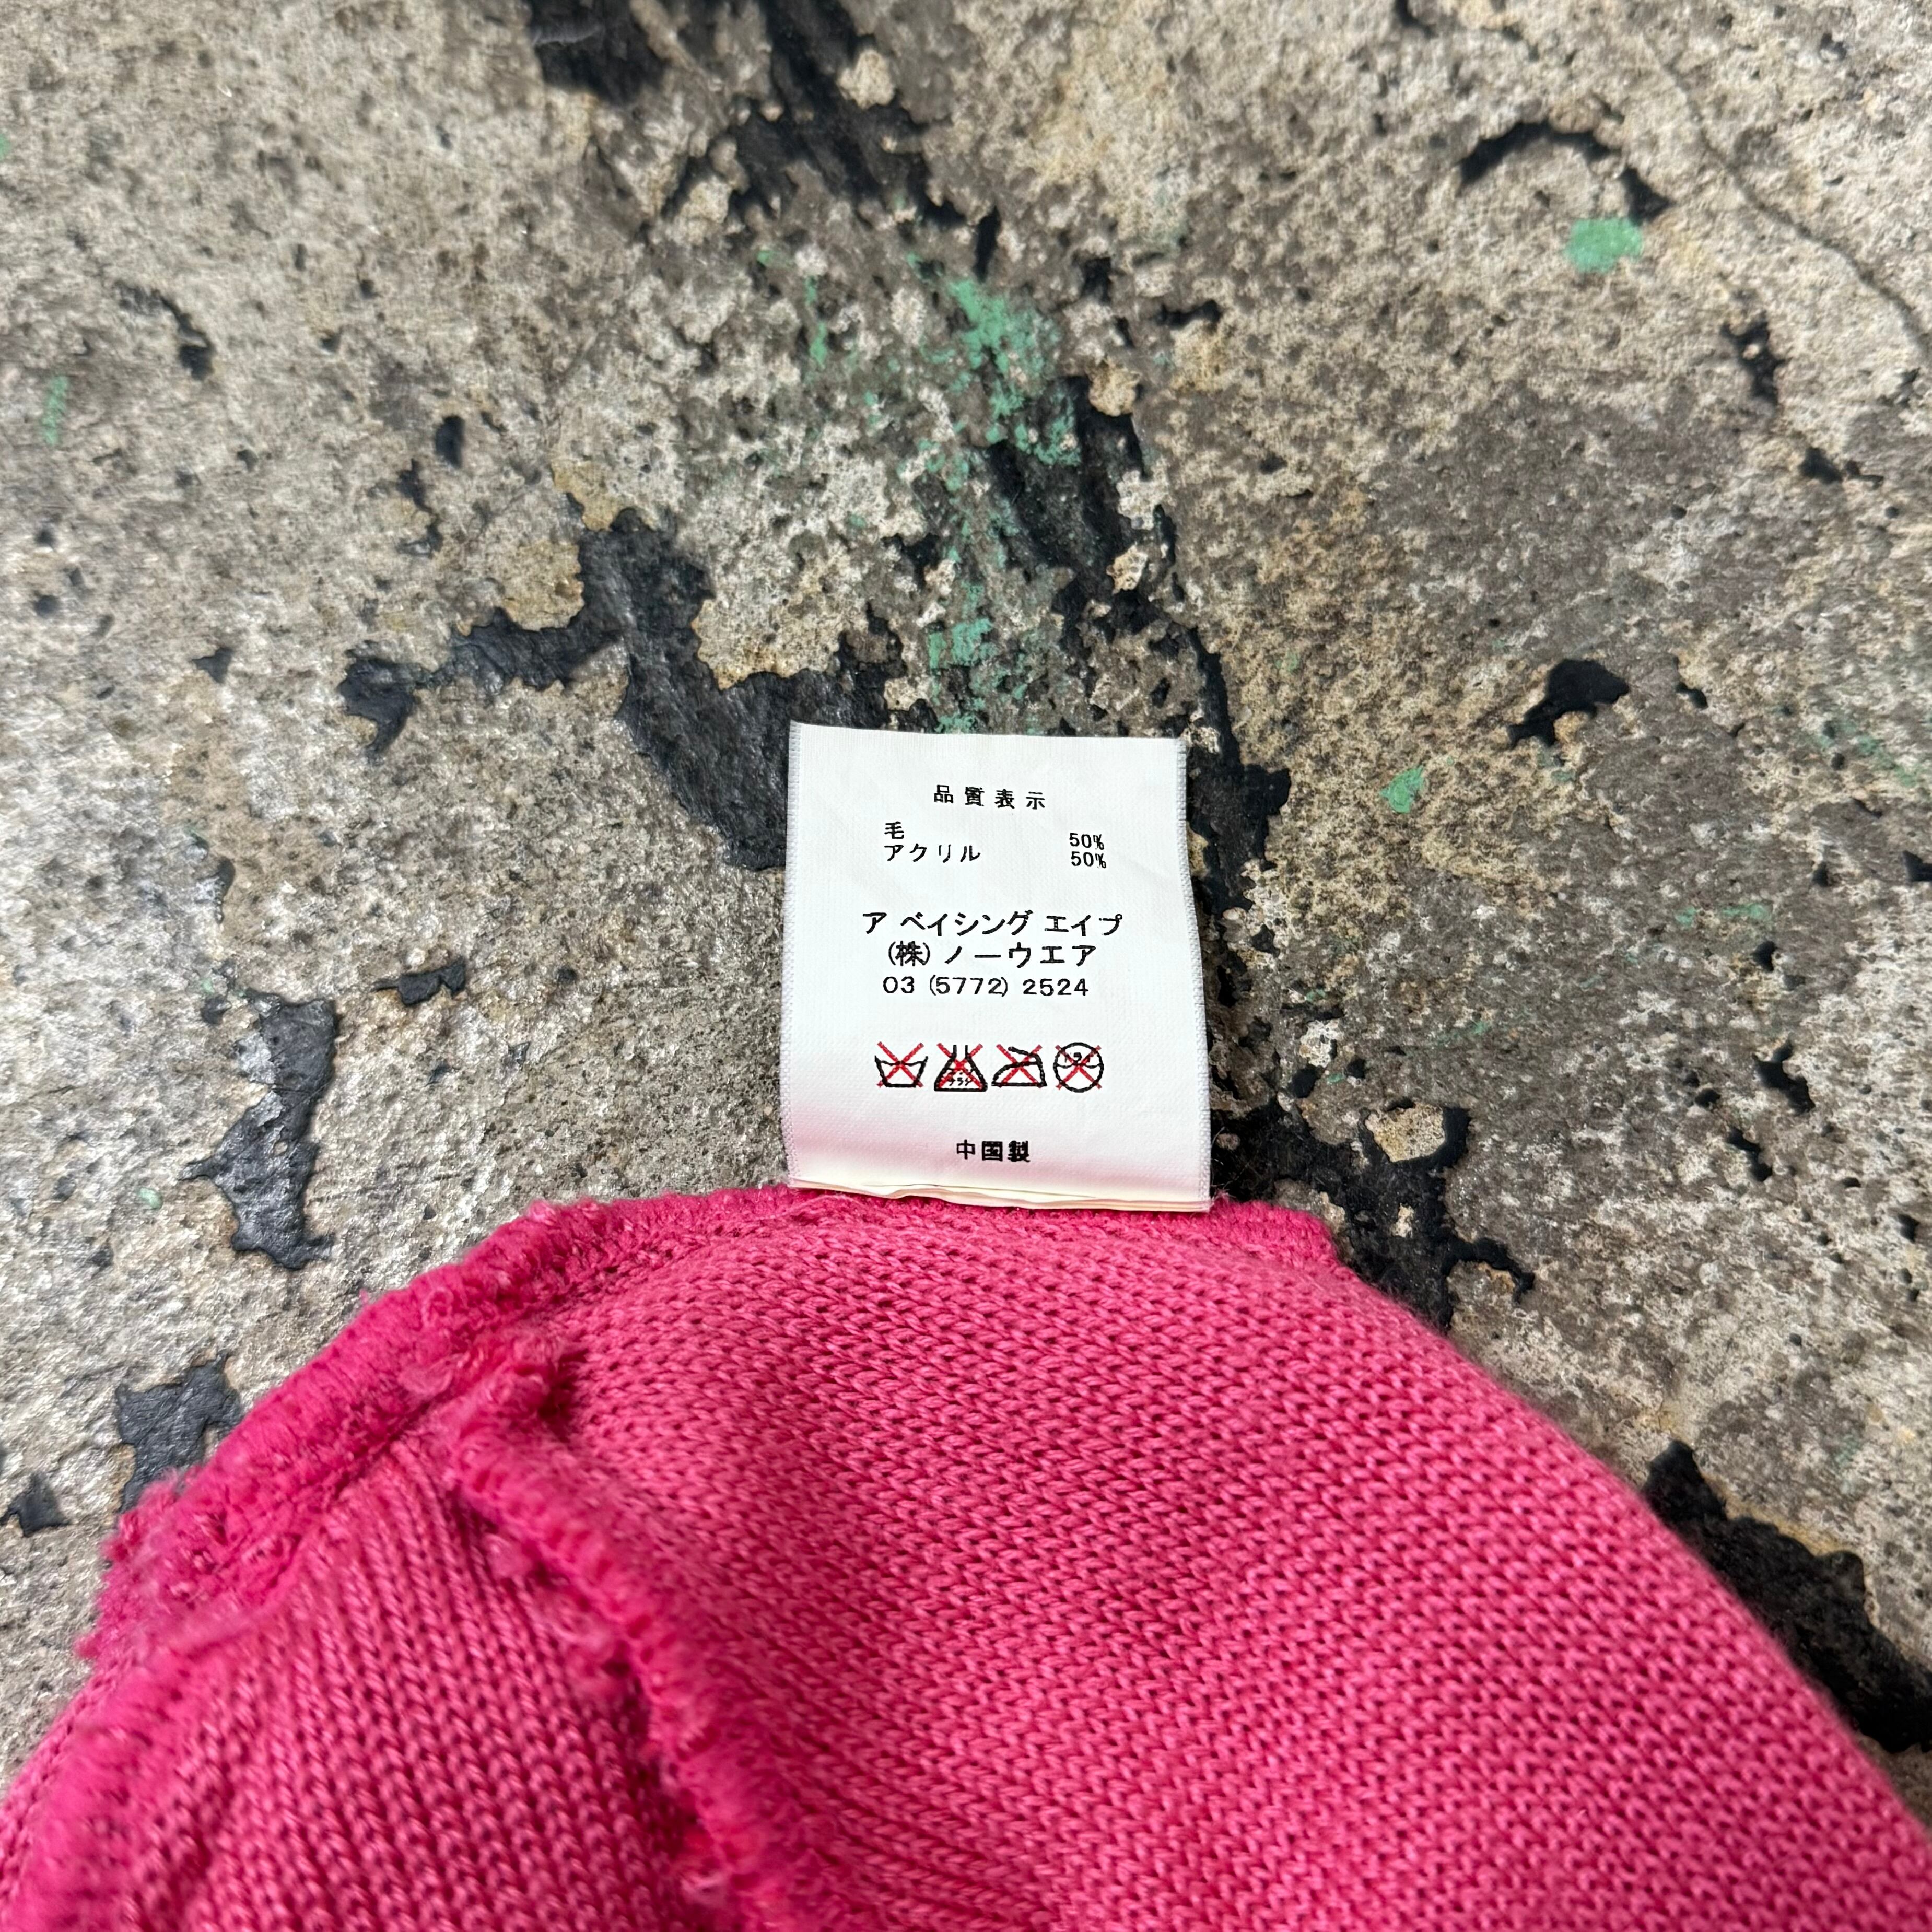 品質表示
毛 50%
アクリル 50%
ア ベイシング エイプ
(株) ノーウエア
03 (5772) 2524
中国製